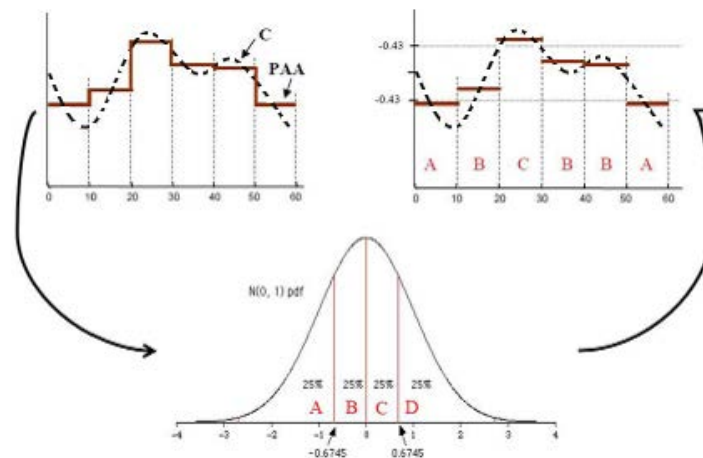 C
PAA
0 10 20 30 40 50 60
-0.43
-0.43
A B C B B A
0 10 20 30 40 50 60
N(0, 1) pdf
25% 25% 25% 25%
A B C D
-4 -3 -2 -1 0 1 2 3 4
-0.6745 0.6745